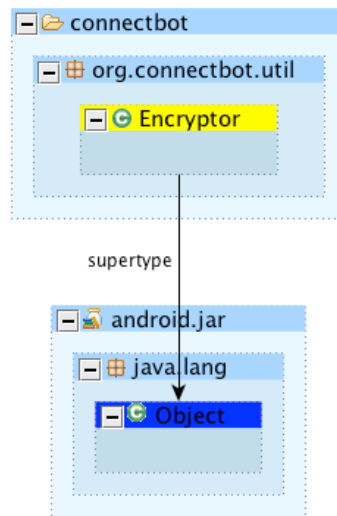 connectbot
org.connectbot.util
Encryptor
supertype
android.jar
java.lang
Object